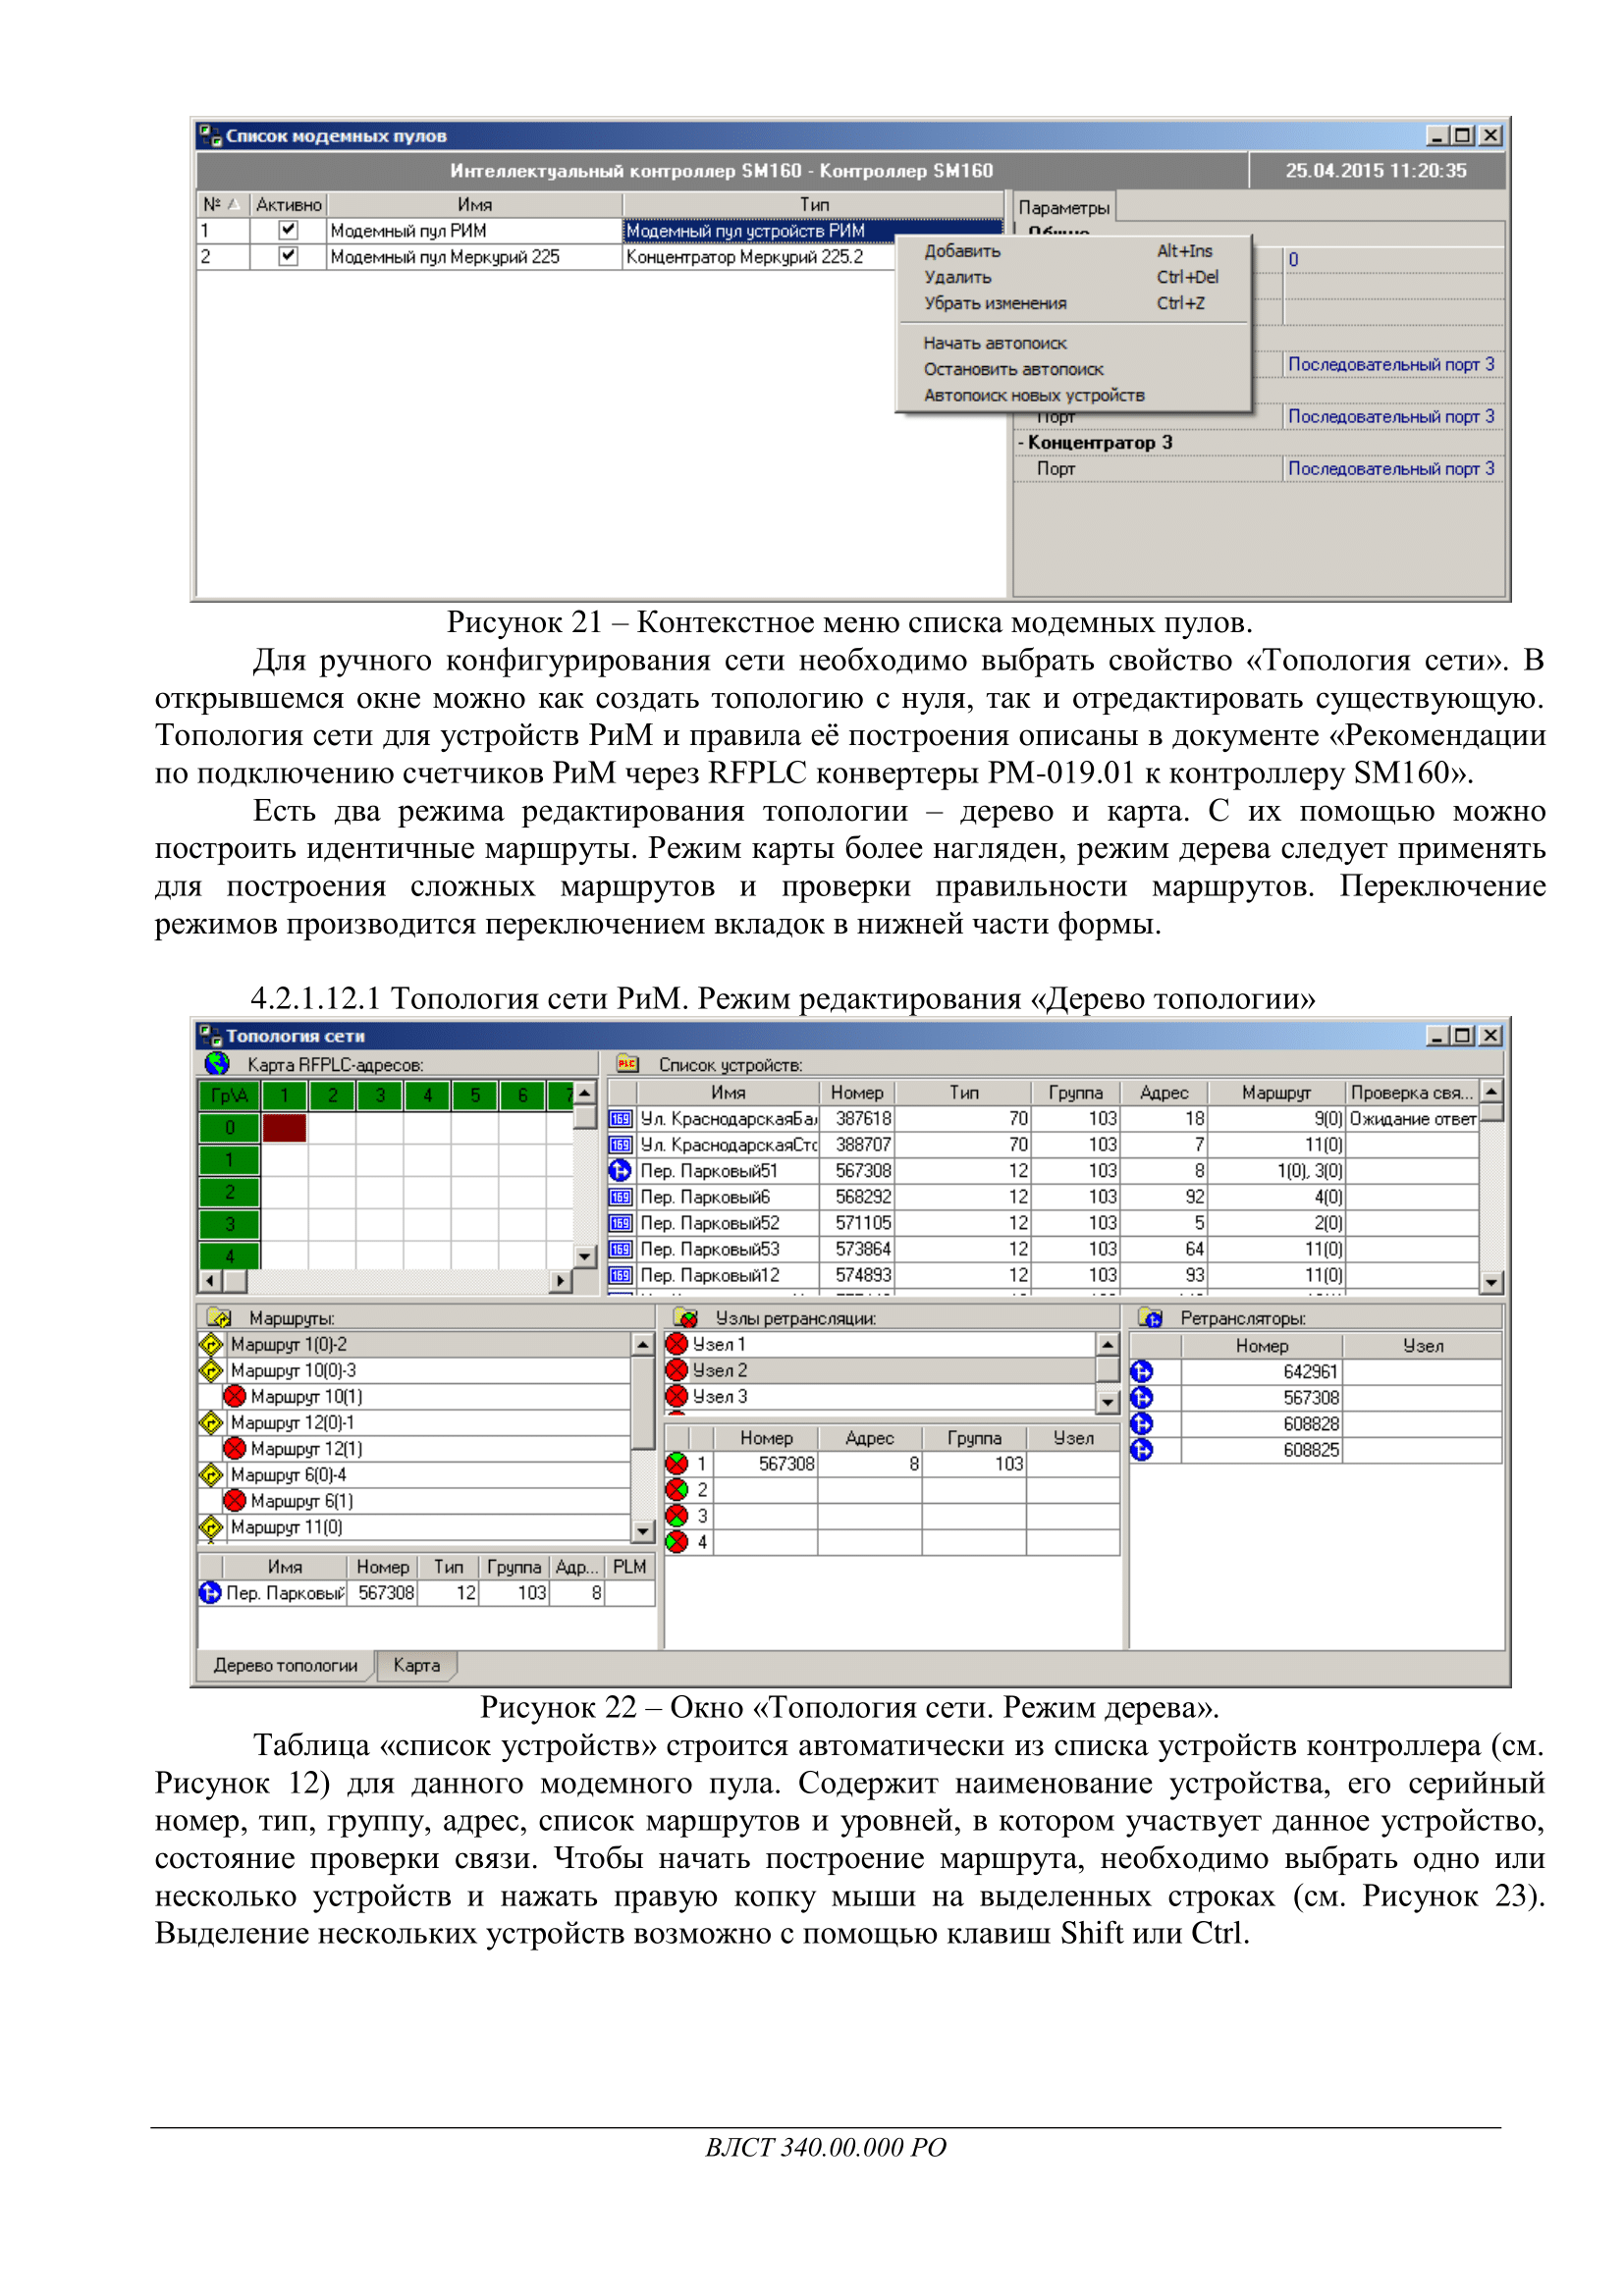 Список модемных пулов
Интеллектуальный контроллер SM160 - Контроллер SM160 25.04.2015 11:20:35
№ Активно Имя Тип
1 Модемный пул РИМ Модемный пул устройств РИМ
2 Модемный пул Меркурий 225 Концентратор Меркурий 225.2
Параметры
0
Добавить Alt+Ins
Удалить Ctrl+Del
Убрать изменения Ctrl+Z
Начать автопоиск
Остановить автопоиск
Автопоиск новых устройств
Последовательный порт 3
Порт Последовательный порт 3
- Концентратор 3
Порт Последовательный порт 3
Рисунок 21 – Контекстное меню списка модемных пулов.
Для ручного конфигурирования сети необходимо выбрать свойство «Топология сети». В
открывшемся окне можно как создать топологию с нуля, так и отредактировать существующую.
Топология сети для устройств РиМ и правила её построения описаны в документе «Рекомендации
по подключению счетчиков РиМ через RFPLC конвертеры РМ-019.01 к контроллеру SM160».
Есть два режима редактирования топологии – дерево и карта. С их помощью можно
построить идентичные маршруты. Режим карты более нагляден, режим дерева следует применять
для построения сложных маршрутов и проверки правильности маршрутов. Переключение
режимов производится переключением вкладок в нижней части формы.
4.2.1.12.1 Топология сети РиМ. Режим редактирования «Дерево топологии»
Топология сети
Карта RFPLC-адресов:
Гр\А 1 2 3 4 5 6 7
0
1
2
3
4
PLC Список устройств:
Имя Номер Тип Группа Адрес Маршрут Проверка свя...
Ул. КраснодарскаяБа 387618 70 103 18 9(0) Ожидание ответ
Ул. КраснодарскаяСто 388707 70 103 7 11(0)
Пер. Парковый51 567308 12 103 8 1(0), 3(0)
Пер. Парковый6 568292 12 103 92 4(0)
Пер. Парковый52 571105 12 103 5 2(0)
Пер. Парковый53 573864 12 103 64 11(0)
Пер. Парковый12 574893 12 103 93 11(0)
Маршруты:
Маршрут 1(0)-2
Маршрут 10(0)-3
Маршрут 10(1)
Маршрут 12(0)-1
Маршрут 12(1)
Маршрут 6(0)-4
Маршрут 6(1)
Маршрут 11(0)
Имя Номер Тип Группа Адр... PLM
Пер. Парковый 567308 12 103 8
Узлы ретрансляции:
Узел 1
Узел 2
Узел 3
Номер Адрес Группа Узел
1 567308 8 103
2
3
4
Ретрансляторы:
Номер Узел
642961
567308
608828
608825
Дерево топологии Карта
Рисунок 22 – Окно «Топология сети. Режим дерева».
Таблица «список устройств» строится автоматически из списка устройств контроллера (см.
Рисунок 12) для данного модемного пула. Содержит наименование устройства, его серийный
номер, тип, группу, адрес, список маршрутов и уровней, в котором участвует данное устройство,
состояние проверки связи. Чтобы начать построение маршрута, необходимо выбрать одно или
несколько устройств и нажать правую копку мыши на выделенных строках (см. Рисунок 23).
Выделение нескольких устройств возможно с помощью клавиш Shift или Ctrl.
ВЛСТ 340.00.000 РО